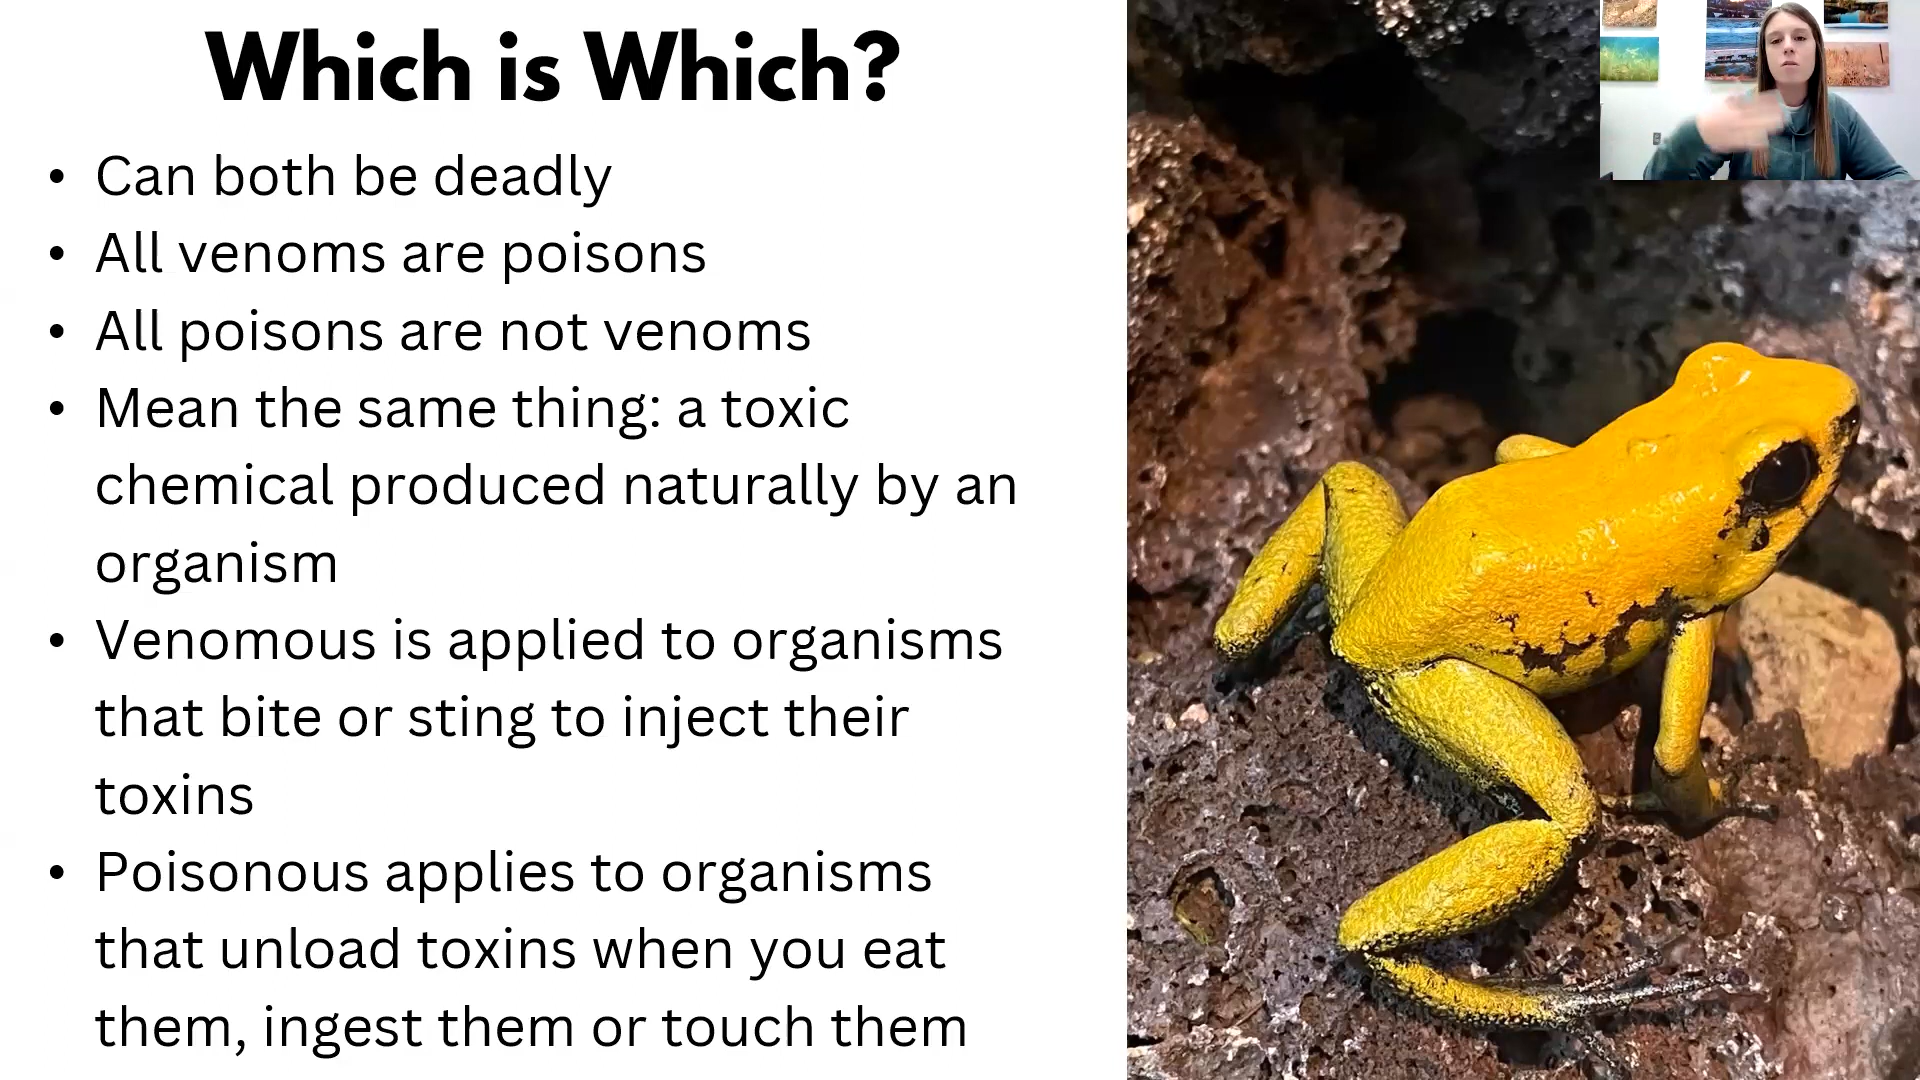 Which is Which?
• Can both be deadly
• All venoms are poisons
• All poisons are not venoms
• Mean the same thing: a toxic
chemical produced naturally by an
organism
• Venomous is applied to organisms
that bite or sting to inject their
toxins
• Poisonous applies to organisms
that unload toxins when you eat
them, ingest them or touch them